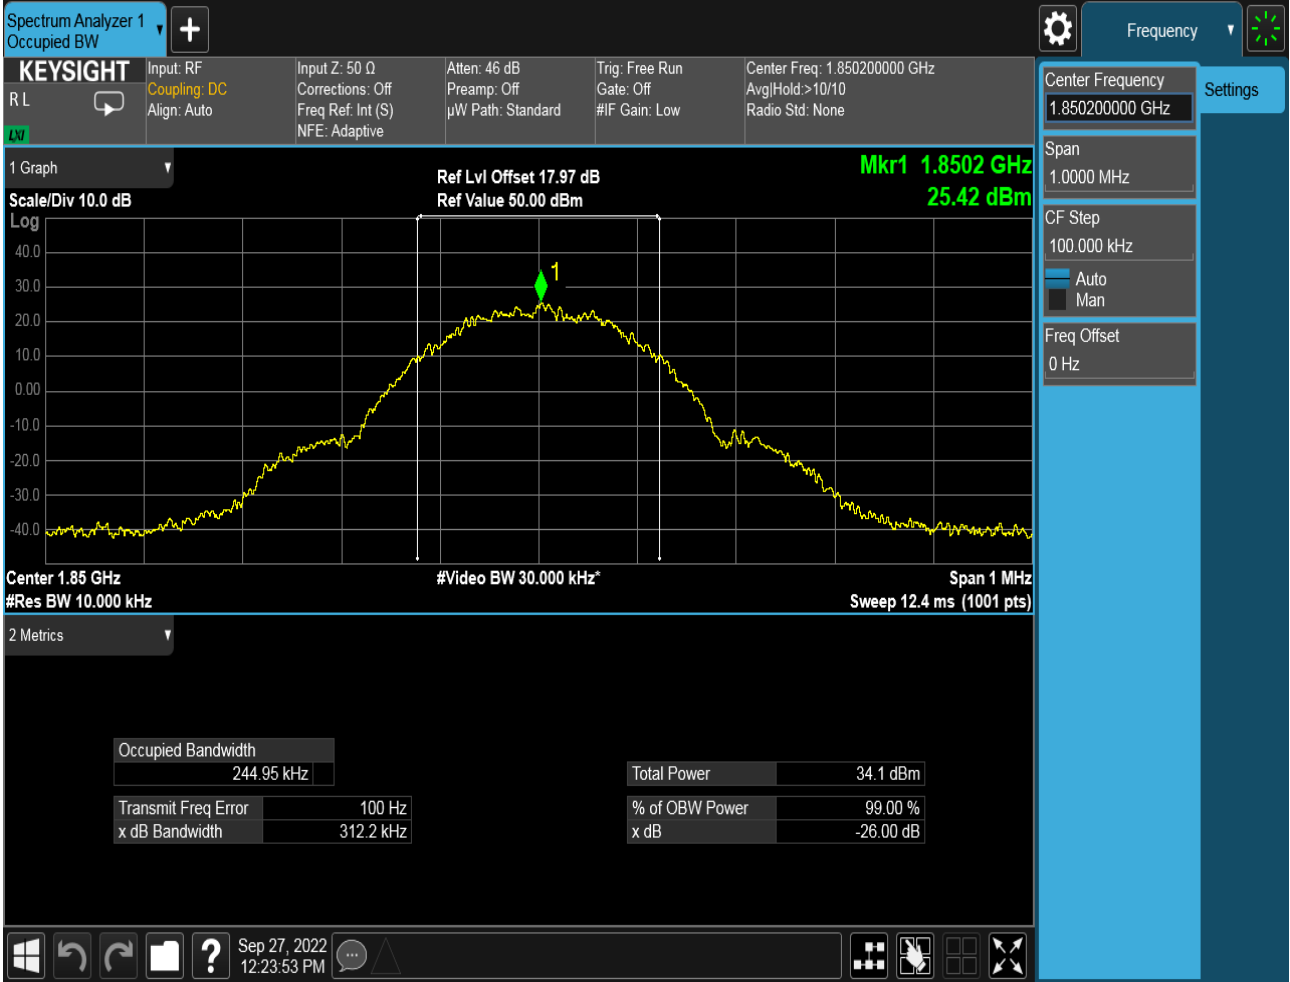 Spectrum Analyzer 1
Occupied BW
Frequency
KEYSIGHT
R L
LXI
Input: RF
Coupling: DC
Align: Auto
Input Z: 50 Ω
Corrections: Off
Freq Ref: Int (S)
NFE: Adaptive
Atten: 46 dB
Preamp: Off
µW Path: Standard
Trig: Free Run
Gate: Off
#IF Gain: Low
Center Freq: 1.850200000 GHz
Avg|Hold:>10/10
Radio Std: None
Center Frequency
1.850200000 GHz
Settings
Span
1.0000 MHz
CF Step
100.000 kHz
Auto
Man
Freq Offset
0 Hz
1 Graph
Scale/Div 10.0 dB
Ref Lvl Offset 17.97 dB
Ref Value 50.00 dBm
Mkr1 1.8502 GHz
25.42 dBm
Log
40.0
30.0
20.0
10.0
0.00
-10.0
-20.0
-30.0
-40.0
1
Center 1.85 GHz
#Res BW 10.000 kHz
#Video BW 30.000 kHz*
Span 1 MHz
Sweep 12.4 ms (1001 pts)
2 Metrics
Occupied Bandwidth
244.95 kHz
Transmit Freq Error 100 Hz
x dB Bandwidth 312.2 kHz
Total Power 34.1 dBm
% of OBW Power 99.00 %
x dB -26.00 dB
?
Sep 27, 2022
12:23:53 PM